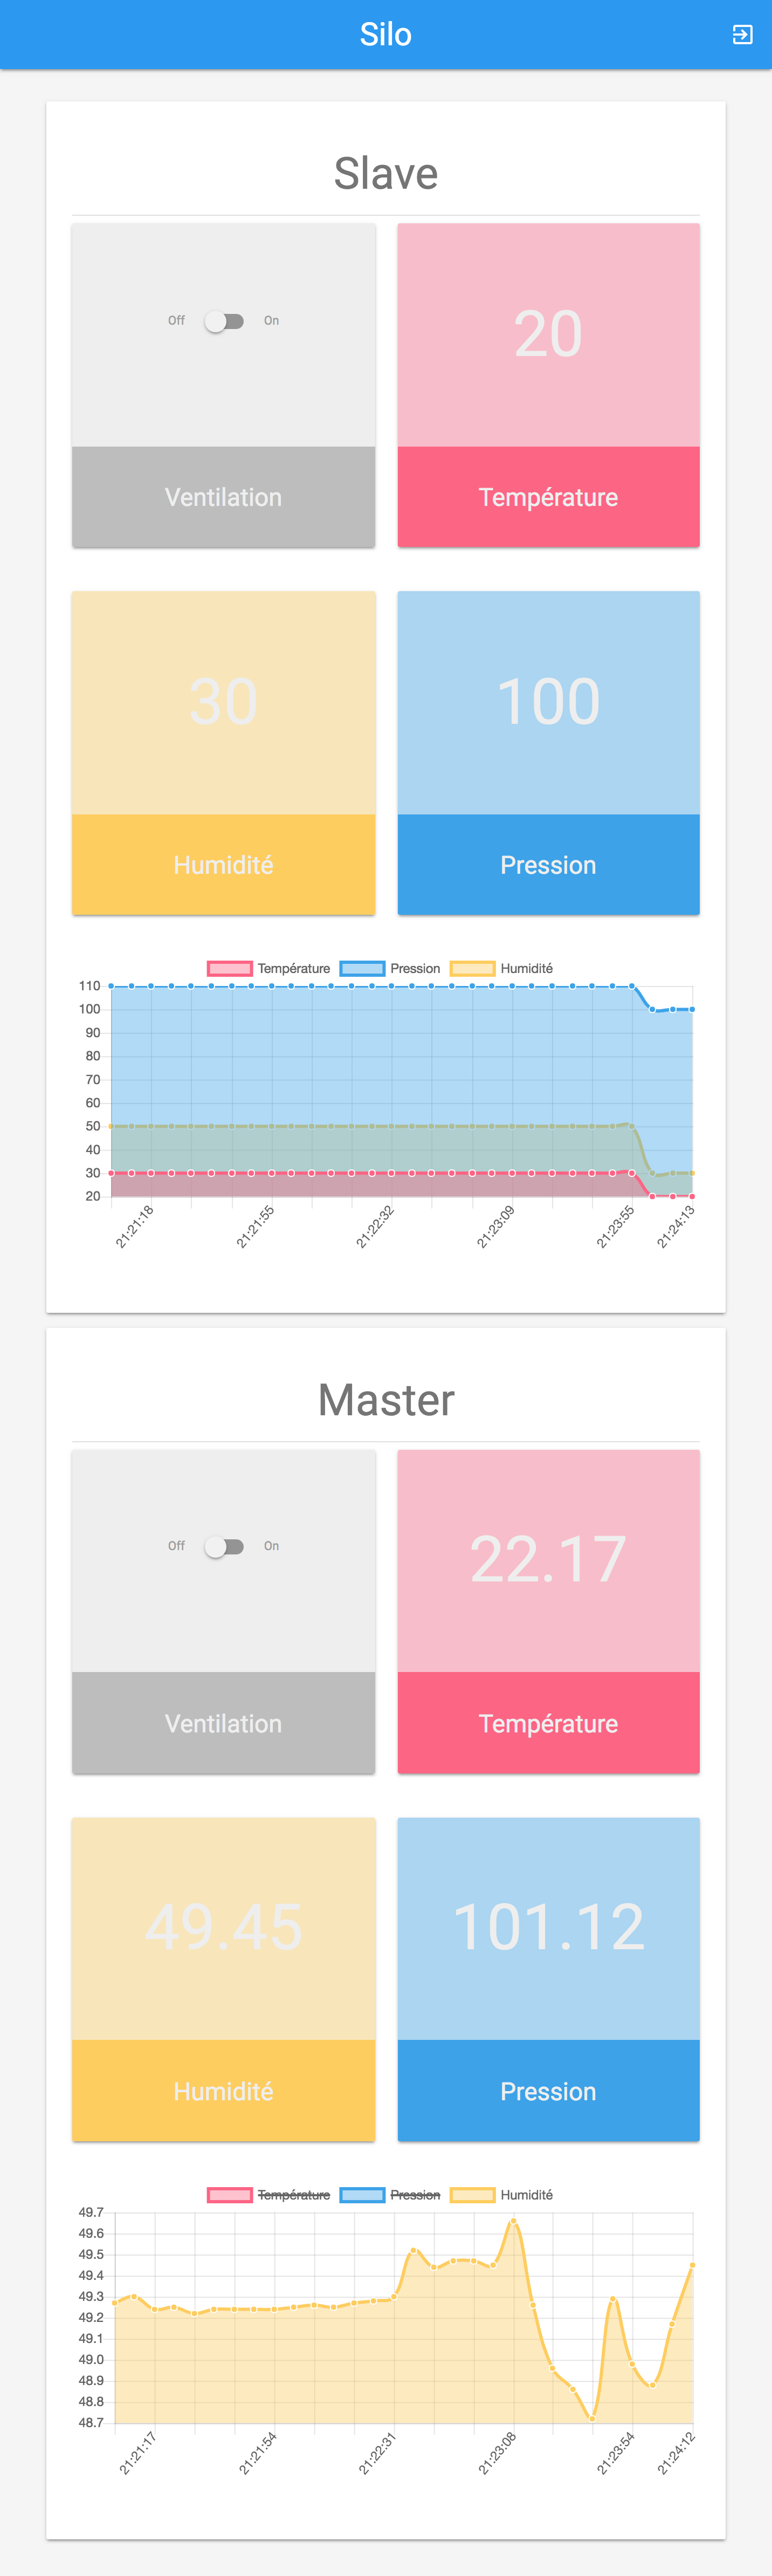 Silo
Slave
Off On
20
Ventilation
Température
30
100
Humidité
Pression
Température Pression Humidité
110
100
90
80
70
60
50
40
30
20
21:21:18 21:21:55 21:22:32 21:23:09 21:23:55 21:24:13
Master
Off On
22.17
Ventilation
Température
49.45
101.12
Humidité
Pression
Température Pression Humidité
49.7
49.6
49.5
49.4
49.3
49.2
49.1
49.0
48.9
48.8
48.7
21:21:17 21:21:54 21:22:31 21:23:08 21:23:54 21:24:12